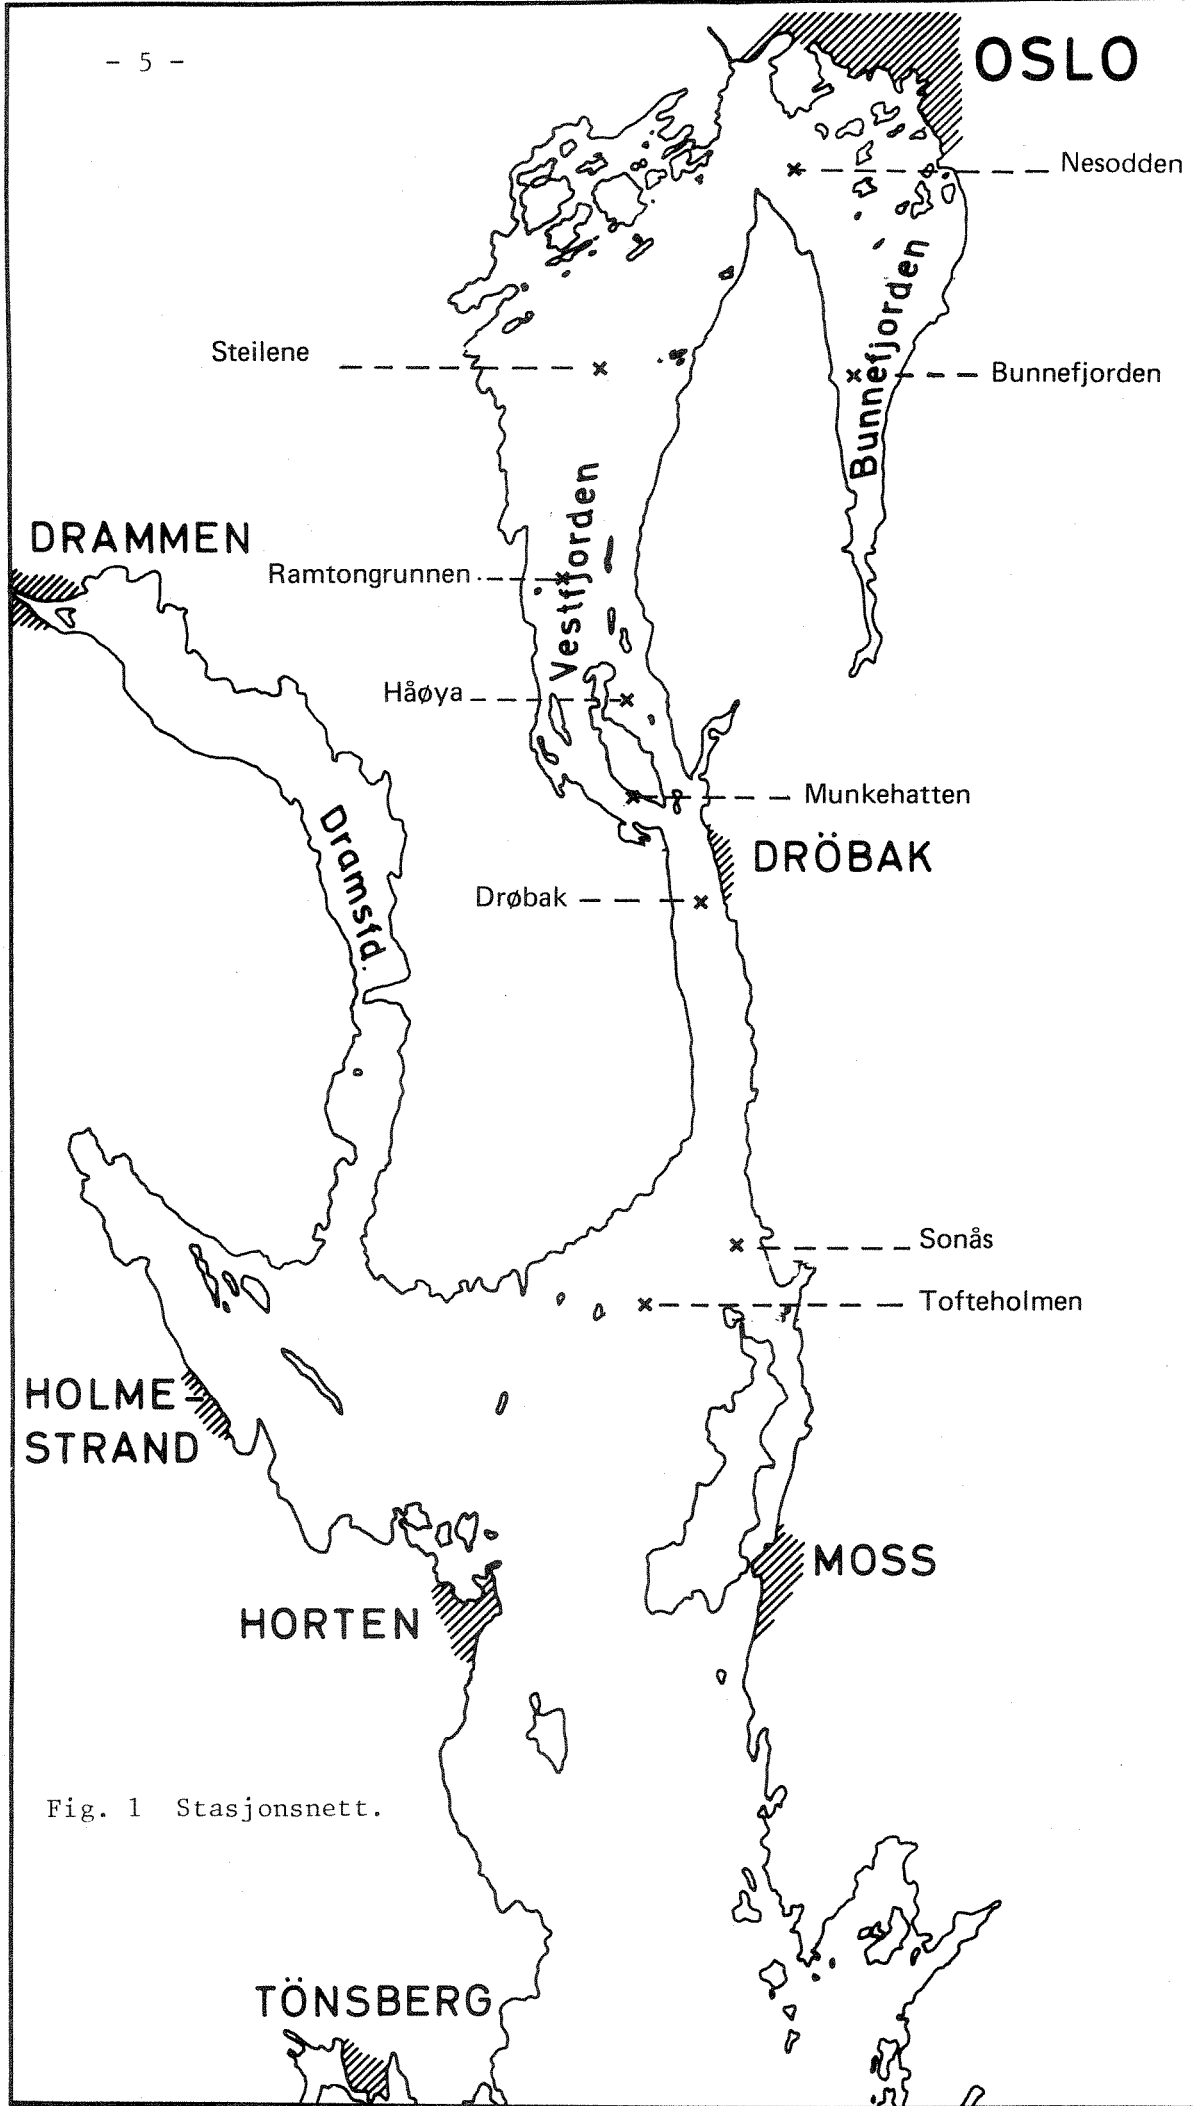 - 5 -
OSLO
Nesodden
Bunnefjorden
Steilene
Bunnefjorden
Vestfjorden
DRAMMEN
Ramtongrunnen
Håøya
Munkehatten
DRÖBAK
Dramsfd.
Drøbak
Sonås
Tofteholmen
HOLME-
STRAND
MOSS
HORTEN
Fig. 1 Stasjonsnett.
TÖNSBERG